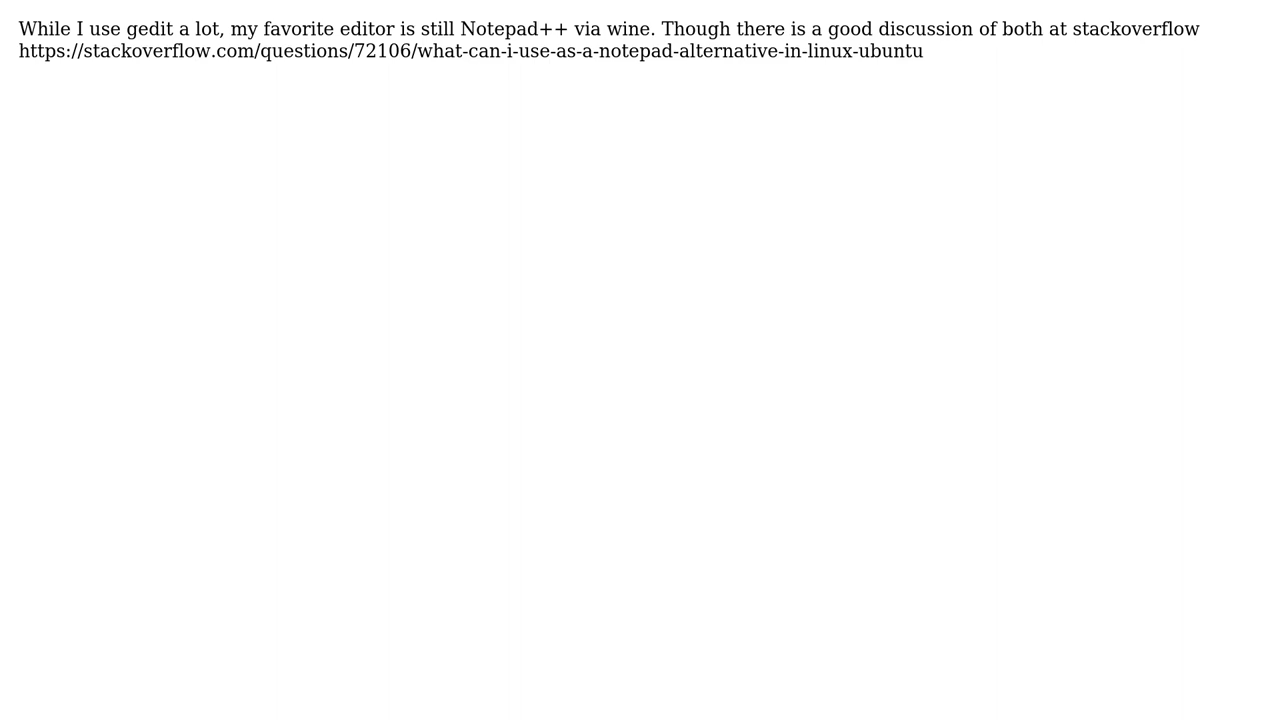 While I use gedit a lot, my favorite editor is still Notepad++ via wine. Though there is a good discussion of both at stackoverflow
https://stackoverflow.com/questions/72106/what-can-i-use-as-a-notepad-alternative-in-linux-ubuntu